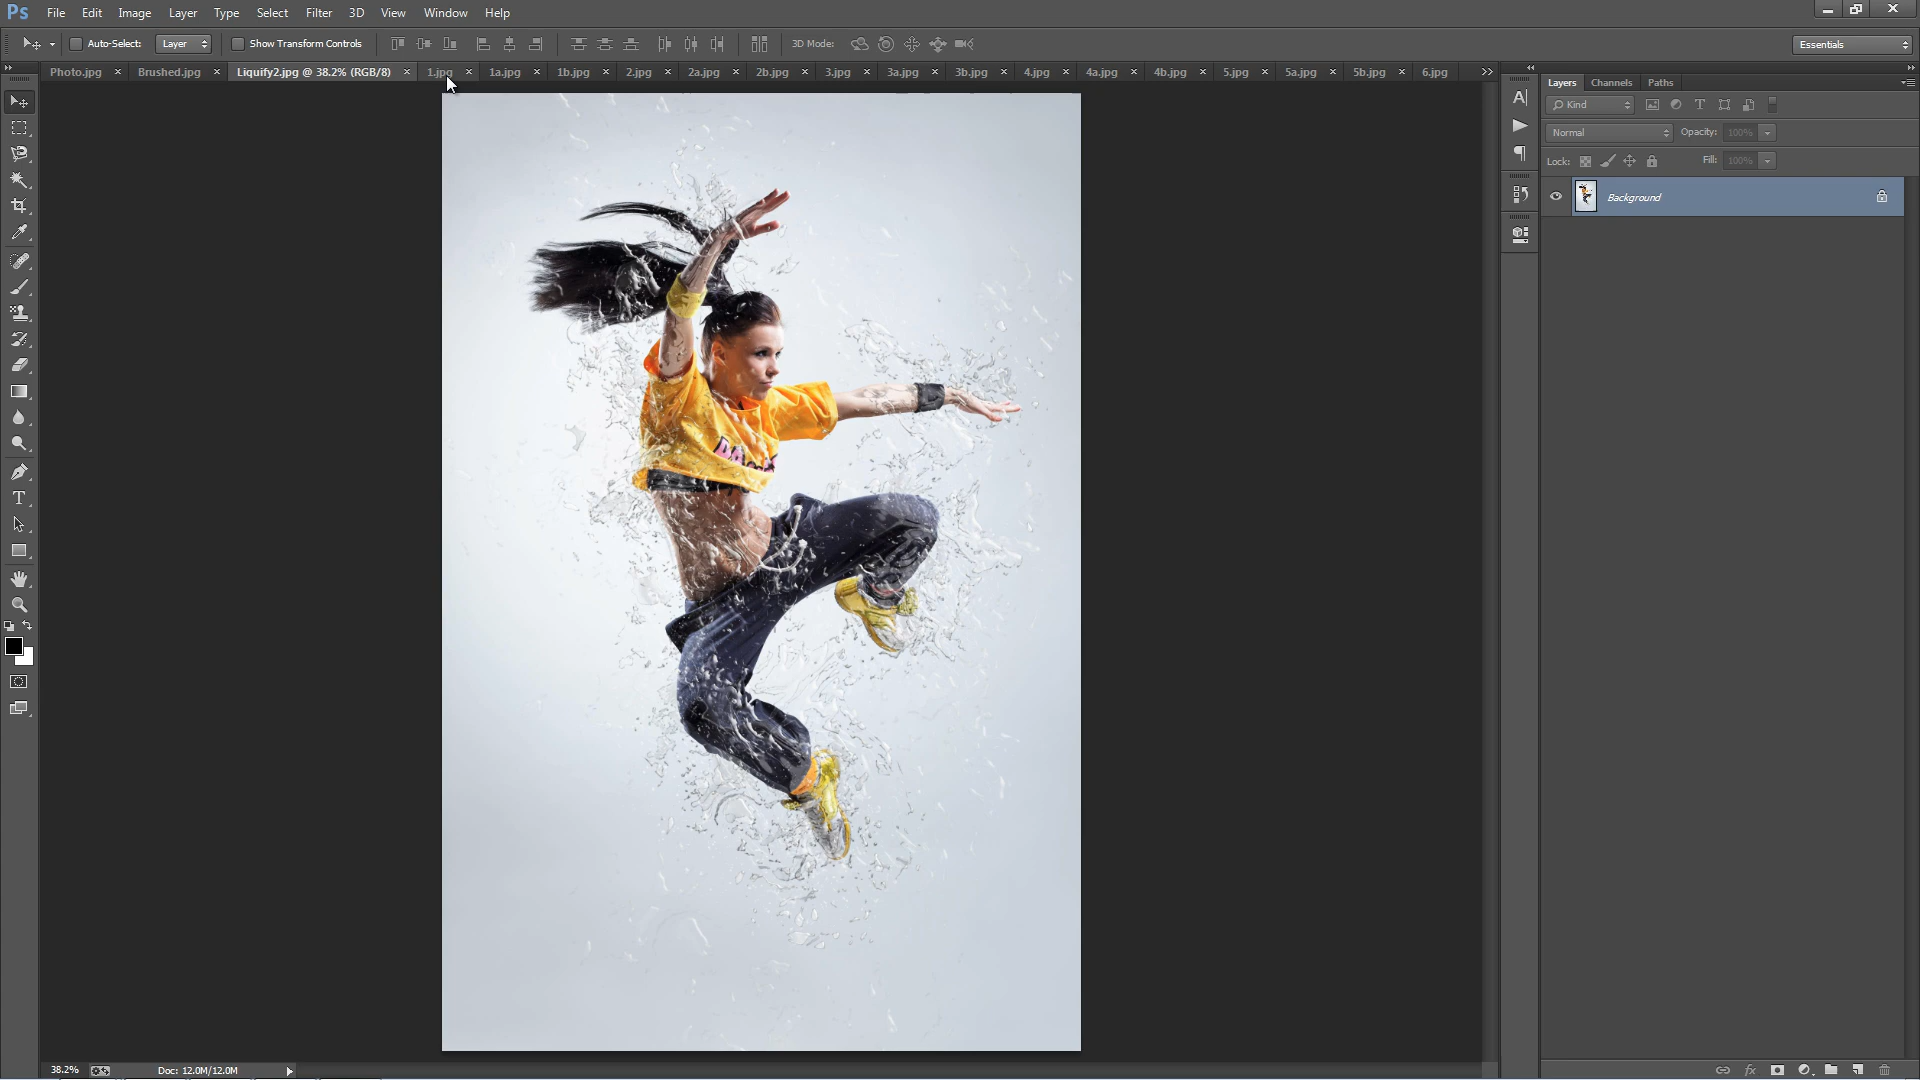 Ps File Edit Image Layer Type Select Filter 3D View Window Help
Auto-Select: Layer Show Transform Controls 3D Mode: Essentials
Photo.jpg Brushed.jpg Liquify2.jpg @ 38.2% (RGB/8) 1.jpg 1a.jpg 1b.jpg 2.jpg 2a.jpg 2b.jpg 3.jpg 3a.jpg 3b.jpg 4.jpg 4a.jpg 4b.jpg 5.jpg 5a.jpg 5b.jpg 6.jpg
Layers Channels Paths
Kind
Normal Opacity: 100%
Lock: Fill: 100%
Background
38.2% Doc: 12.0M/12.0M